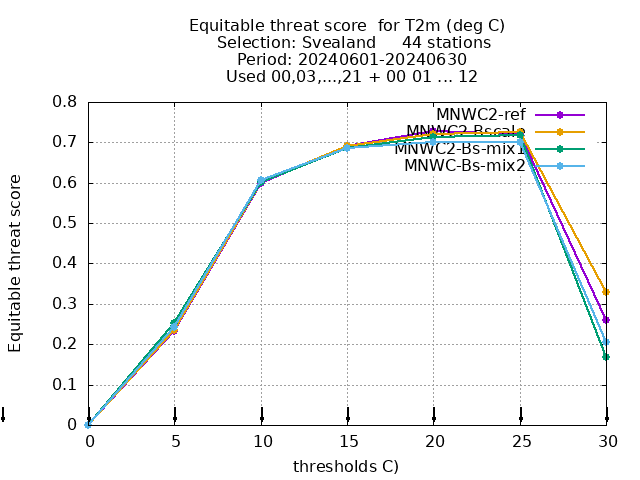 Equitable threat score for T2m (deg C)
Selection: Svealand 44 stations
Period: 20240601-20240630
Used 00,03,...,21 + 00 01 ... 12
MNWC2-ref
MNWC2-Bscale
MNWC2-Bs-mix1
MNWC-Bs-mix2
Equitable threat score
0.8
0.7
0.6
0.5
0.4
0.3
0.2
0.1
0
0 5 10 15 20 25 30
thresholds C)